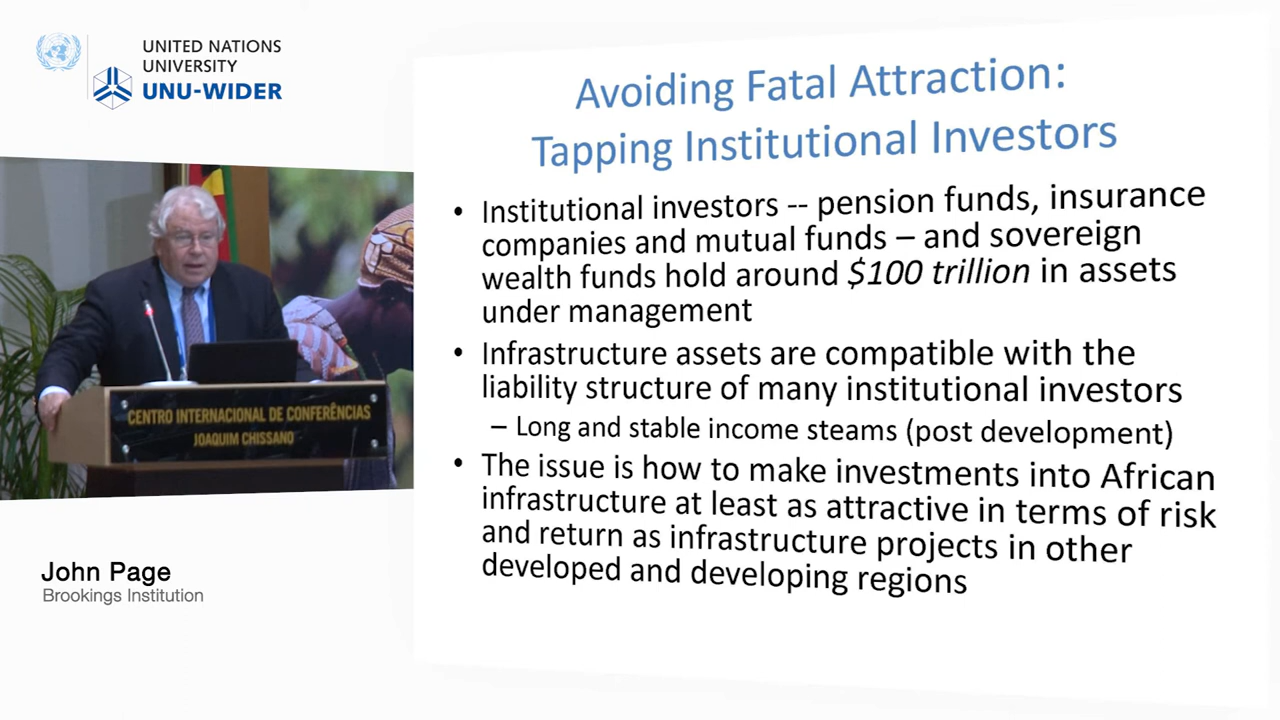 UNITED NATIONS
UNIVERSITY
UNU-WIDER
CENTRO INTERNACIONAL DE CONFERÊNCIAS
JOAQUIM CHISSANO
John Page
Brookings Institution
Avoiding Fatal Attraction:
Tapping Institutional Investors
• Institutional investors -- pension funds, insurance
companies and mutual funds – and sovereign
wealth funds hold around $100 trillion in assets
under management
• Infrastructure assets are compatible with the
liability structure of many institutional investors
– Long and stable income steams (post development)
• The issue is how to make investments into African
infrastructure at least as attractive in terms of risk
and return as infrastructure projects in other
developed and developing regions